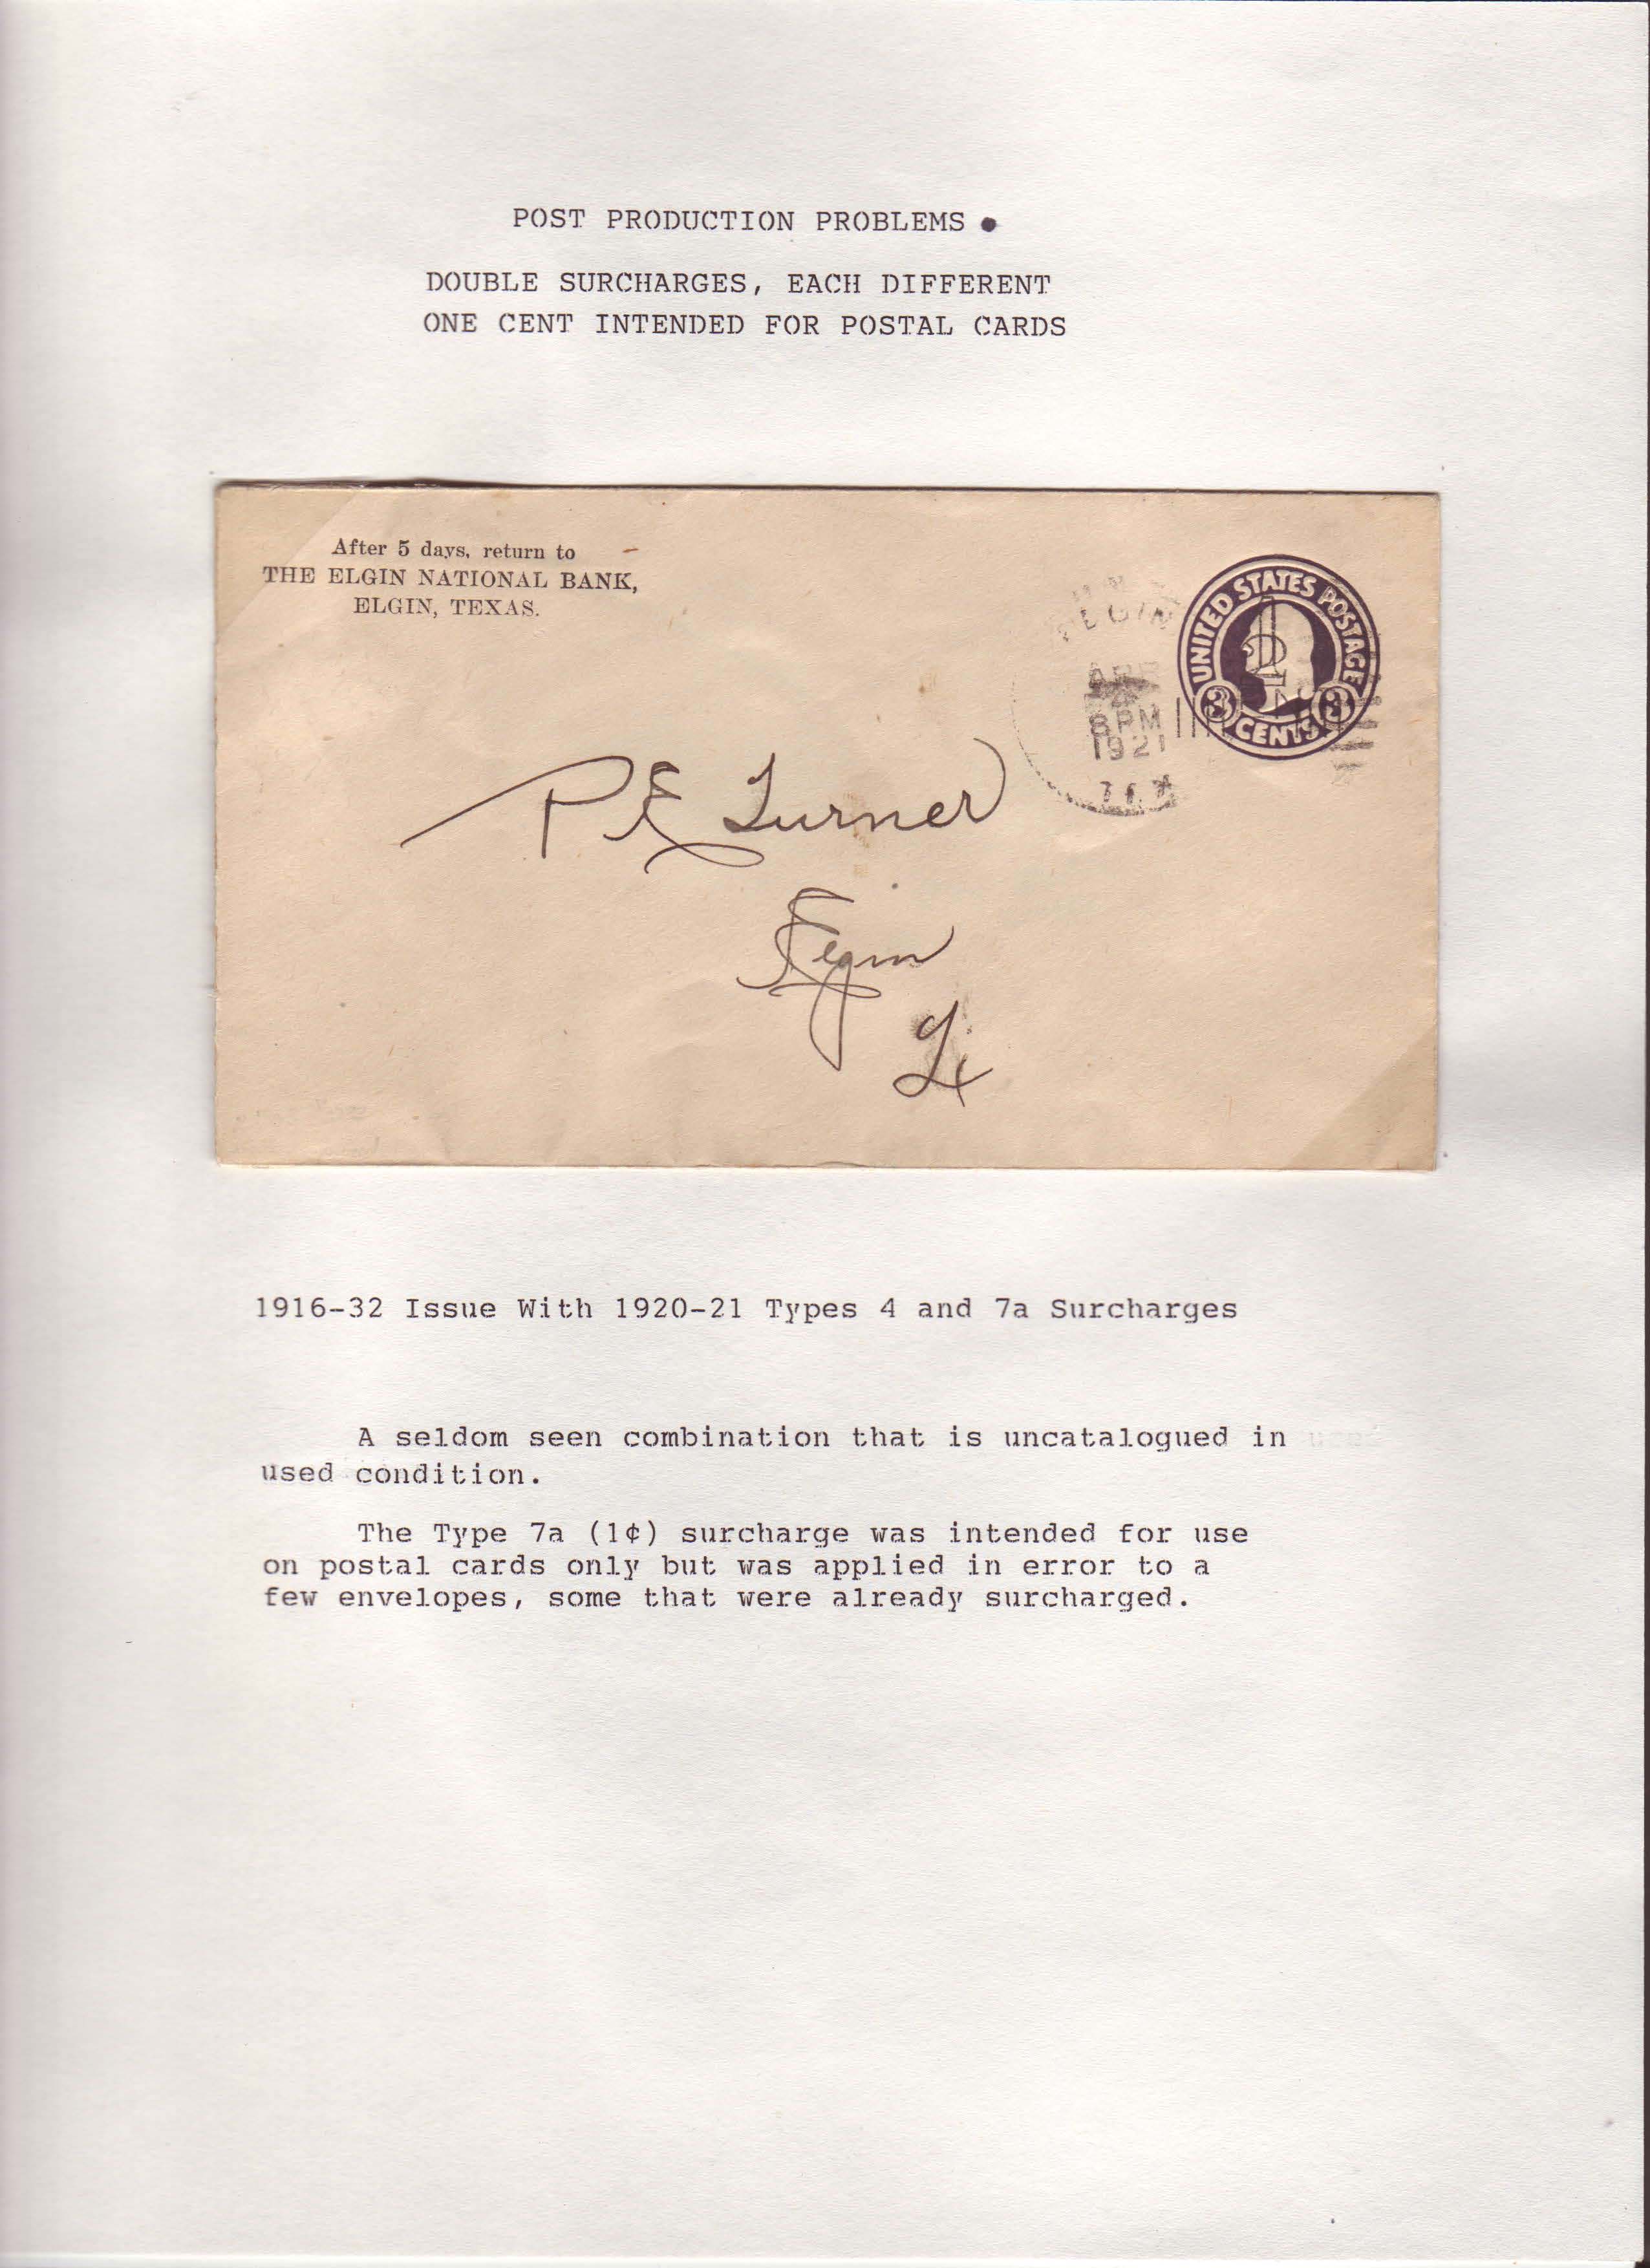 POST PRODUCTION PROBLEMS
DOUBLE SURCHARGES, EACH DIFFERENT
ONE CENT INTENDED FOR POSTAL CARDS
After 5 days, return to
THE ELGIN NATIONAL BANK,
ELGIN, TEXAS.
ELGIN
APR
8 PM
1921
TEX
UNITED STATES POSTAGE
2
3 CENTS 3
P E Turner
Elgin
Tx
1916-32 Issue With 1920-21 Types 4 and 7a Surcharges
A seldom seen combination that is uncatalogued in
used condition.
The Type 7a (1¢) surcharge was intended for use
on postal cards only but was applied in error to a
few envelopes, some that were already surcharged.